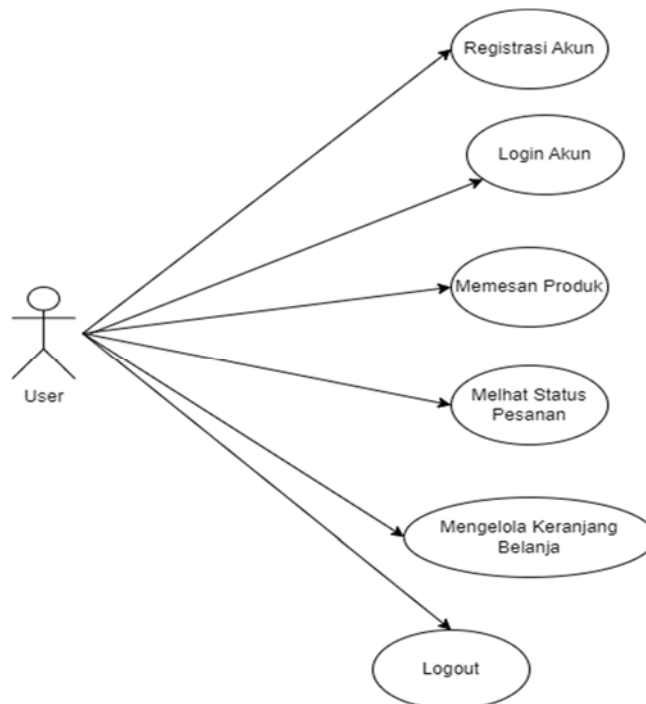 Registrasi Akun
Login Akun
Memesan Produk
User
Melhat Status
Pesanan
Mengelola Keranjang
Belanja
Logout